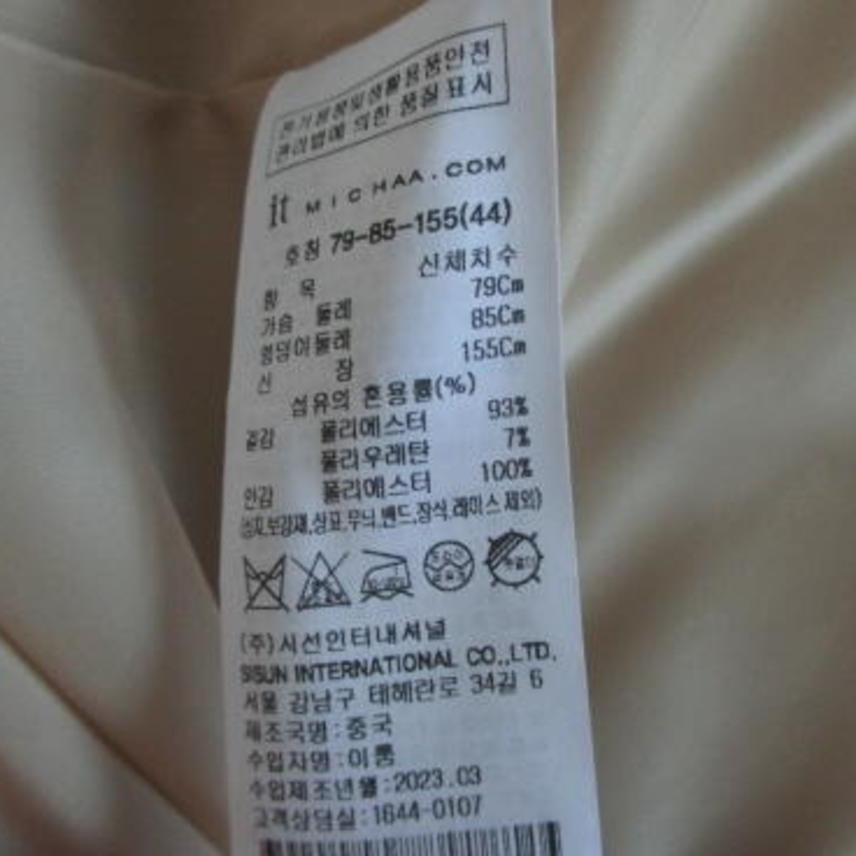 전기용품및생활용품안전
관리법에 의한 품질표시
it MICHAA.COM
호칭 79-85-155(44)
신체치수
항 목
가슴 둘레 79Cm
엉덩이둘레 85Cm
신 장 155Cm
섬유의 혼용률(%)
겉감 폴리에스터 93%
폴리우레탄 7%
안감 폴리에스터 100%
(심지,보강재,상표,무늬,밴드,장식,레이스 제외)
(주)시선인터내셔널
SISUN INTERNATIONAL CO.,LTD.
서울 강남구 테헤란로 34길 6
제조국명:중국
수입자명:이룸
수입제조년월:2023.03
고객상담실:1644-0107